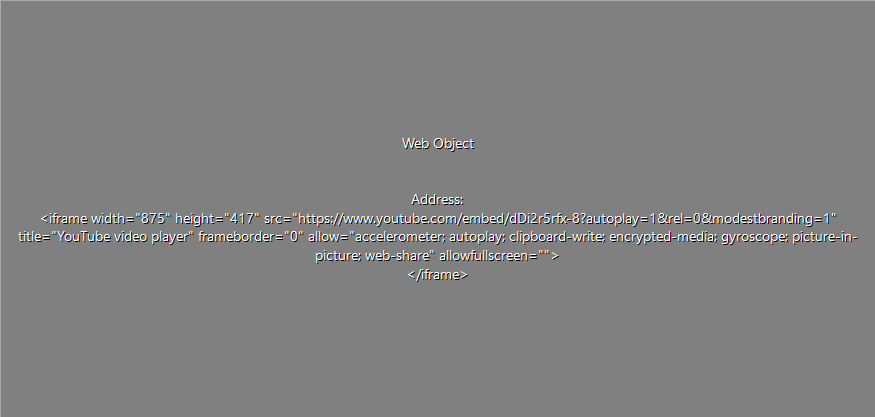 Web Object
Address:
<iframe width="875" height="417" src="https://www.youtube.com/embed/dDi2r5rfx-8?autoplay=1&rel=0&modestbranding=1"
title="YouTube video player" frameborder="0" allow="accelerometer; autoplay; clipboard-write; encrypted-media; gyroscope; picture-in-
picture; web-share" allowfullscreen="">
</iframe>